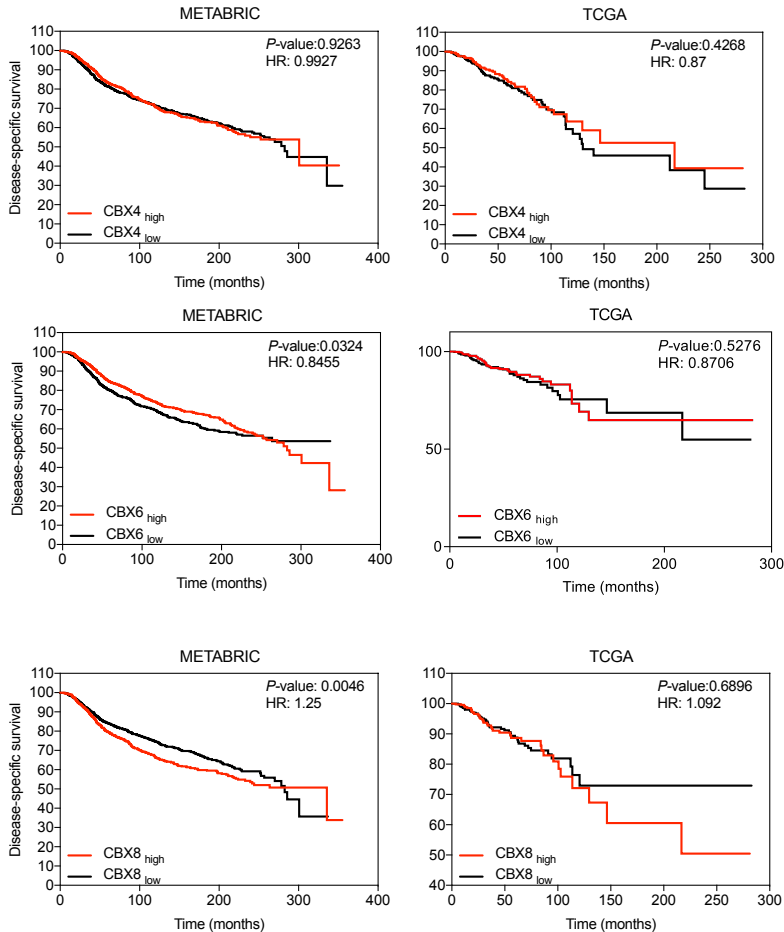 METABRIC
P-value:0.9263
HR: 0.9927
Disease-specific survival
110
100
90
80
70
60
50
40
30
20
10
0
CBX4 high
CBX4 low
0 100 200 300 400
Time (months)
TCGA
P-value:0.4268
HR: 0.87
110
100
90
80
70
60
50
40
30
20
10
0
CBX4 high
CBX4 low
0 50 100 150 200 250 300
Time (months)
METABRIC
P-value:0.0324
HR: 0.8455
Disease-specific survival
110
100
90
80
70
60
50
40
30
20
10
0
CBX6 high
CBX6 low
0 100 200 300 400
Time (months)
TCGA
P-value:0.5276
HR: 0.8706
100
50
0
CBX6 high
CBX6 low
0 100 200 300
Time (months)
METABRIC
P-value: 0.0046
HR: 1.25
Disease-specific survival
110
100
90
80
70
60
50
40
30
20
10
0
CBX8 high
CBX8 low
0 100 200 300 400
Time (months)
TCGA
P-value:0.6896
HR: 1.092
110
100
90
80
70
60
50
40
CBX8 high
CBX8 low
0 50 100 150 200 250 300
Time (months)